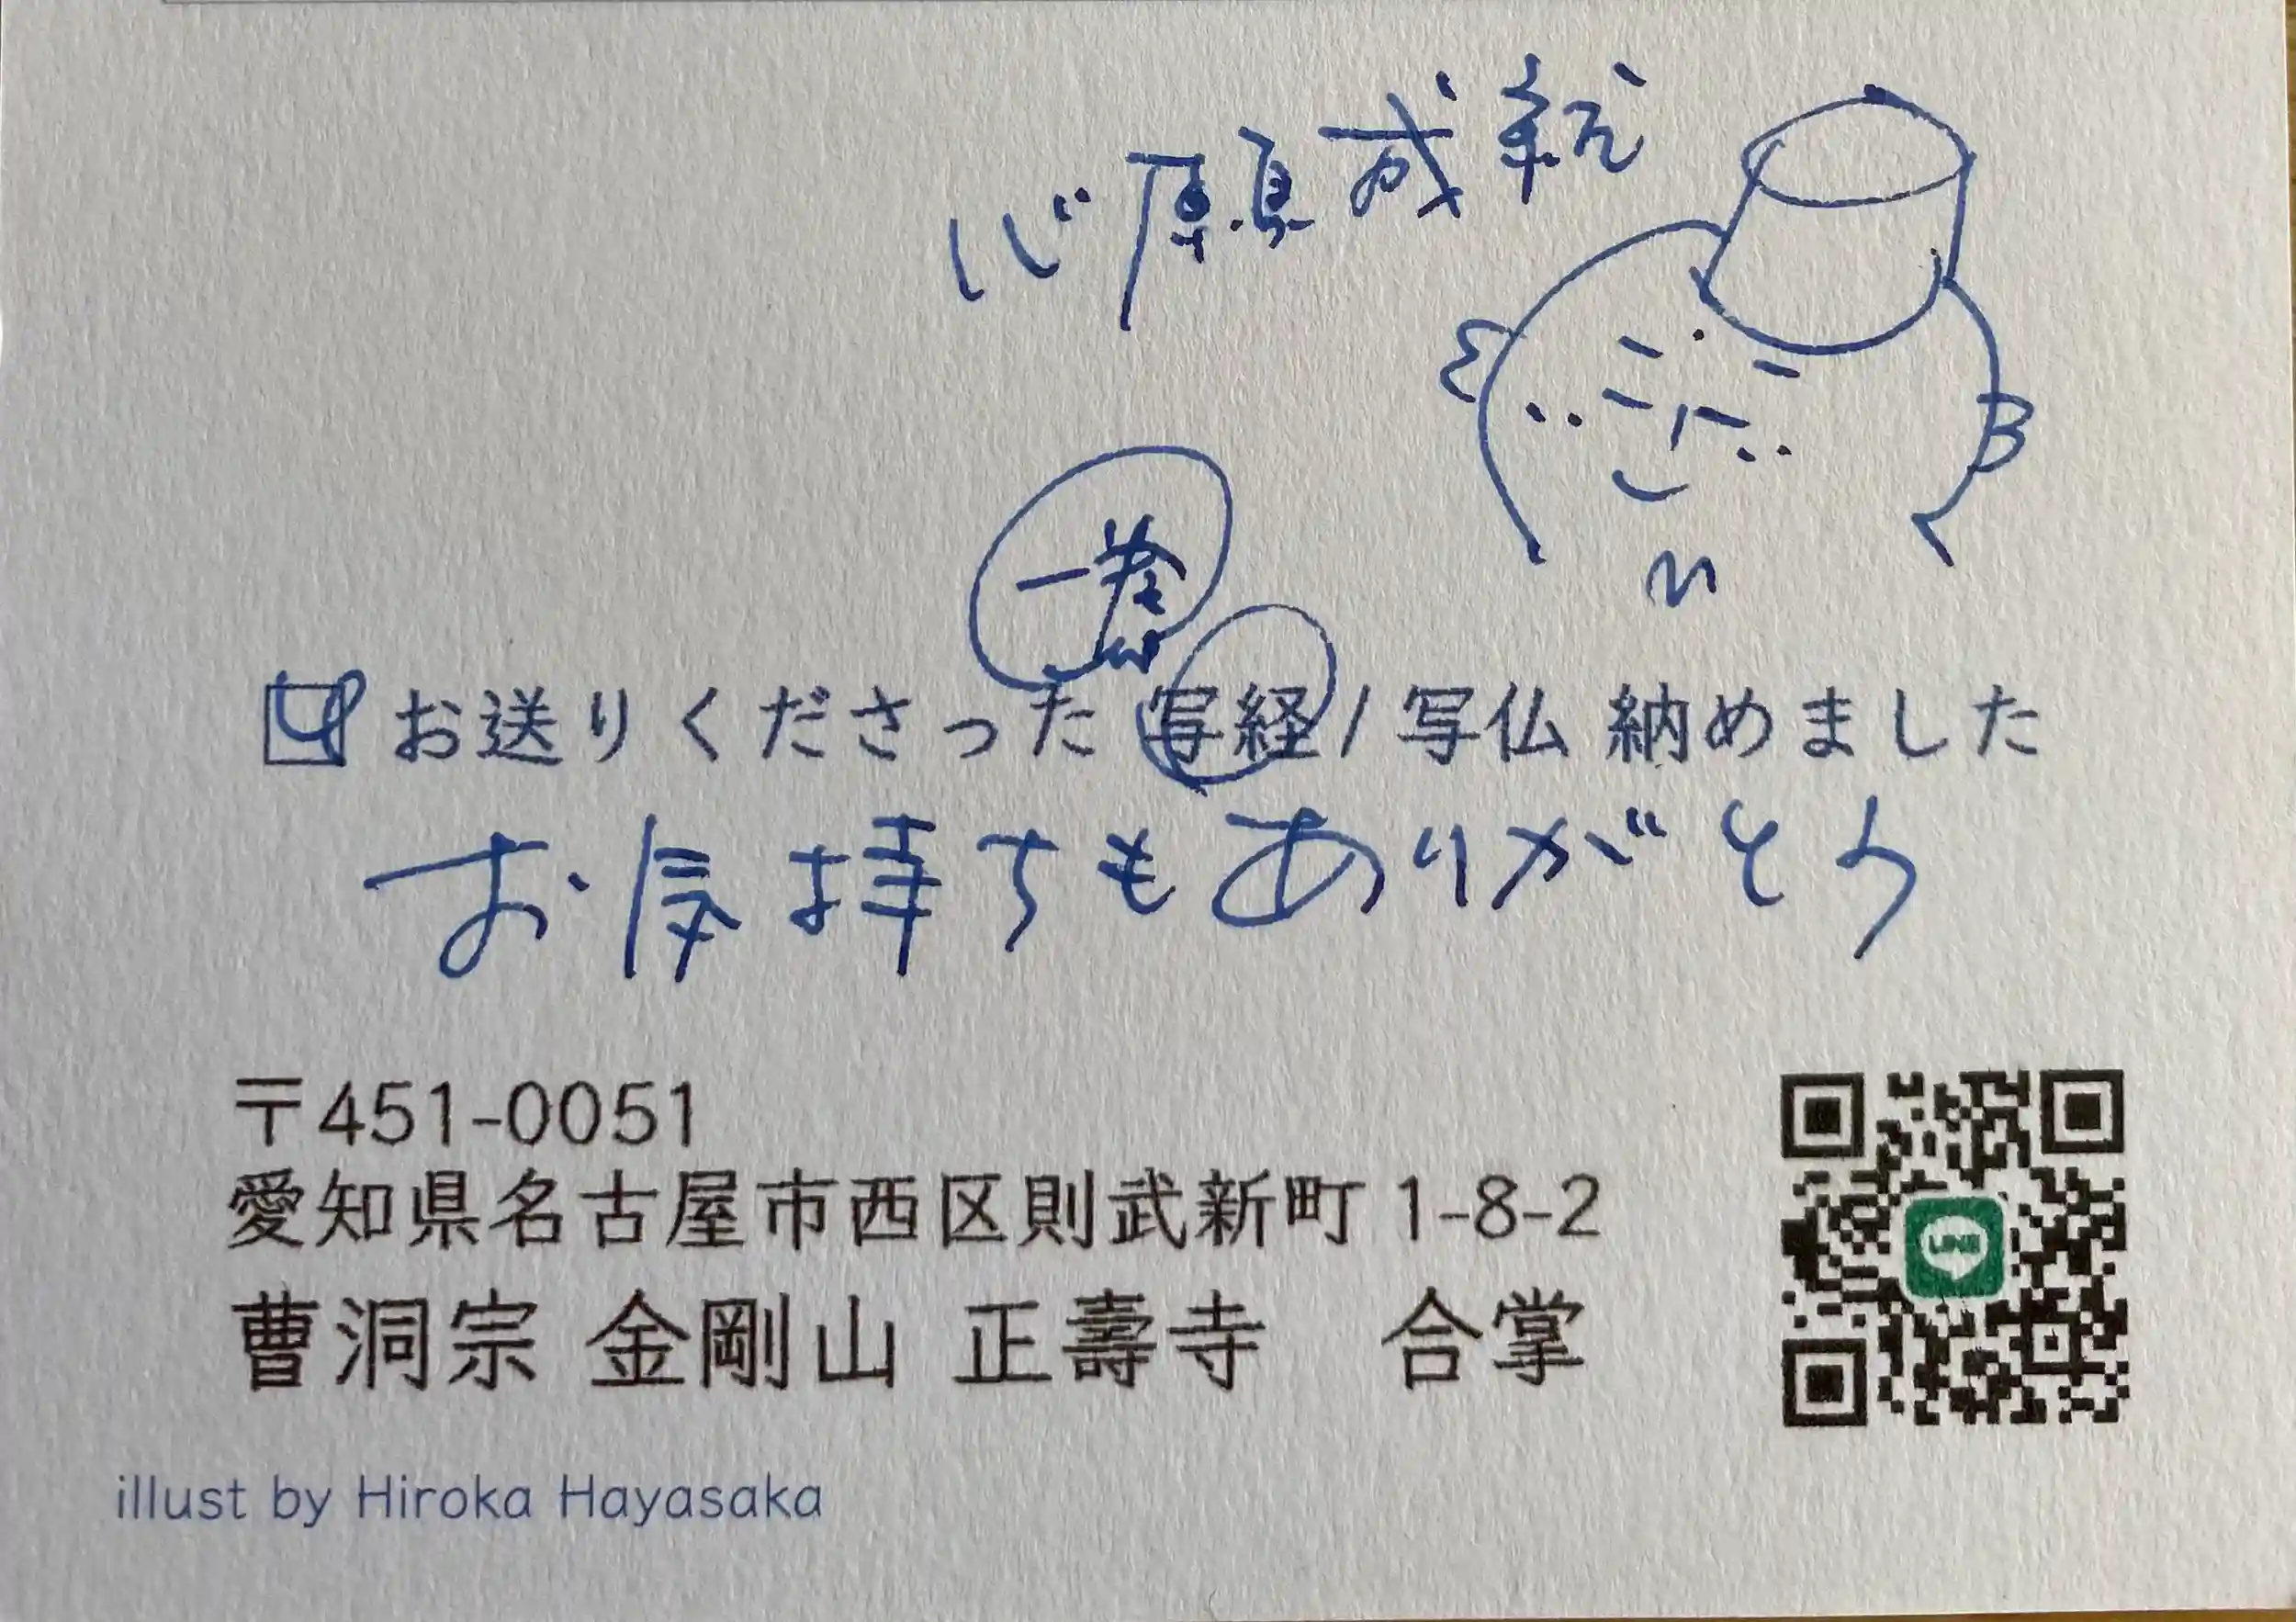 心願成就
一巻
お送りくださった 写経/写仏 納めました
お気持ちもありがとう
〒451-0051
愛知県名古屋市西区則武新町 1-8-2
曹洞宗 金剛山 正壽寺 合掌
LINE
illust by Hiroka Hayasaka